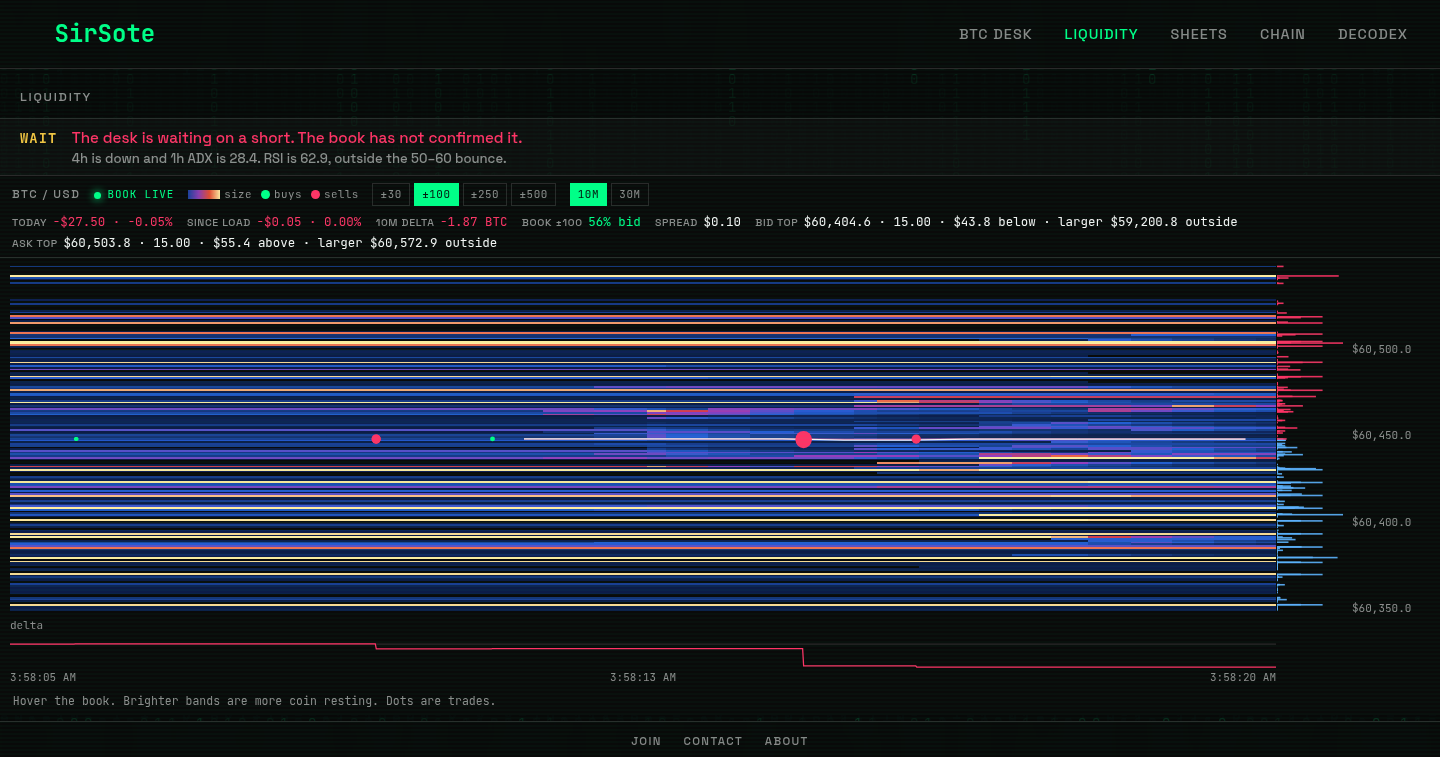 SirSote
BTC DESK LIQUIDITY SHEETS CHAIN DECODEX
LIQUIDITY
WAIT The desk is waiting on a short. The book has not confirmed it.
4h is down and 1h ADX is 28.4. RSI is 62.9, outside the 50–60 bounce.
BTC / USD BOOK LIVE size buys sells ±30 ±100 ±250 ±500 10M 30M
TODAY -$27.50 · -0.05% SINCE LOAD -$0.05 · 0.00% 10M DELTA -1.87 BTC BOOK ±100 56% bid SPREAD $0.10 BID TOP $60,404.6 · 15.00 · $43.8 below · larger $59,200.8 outside
ASK TOP $60,503.8 · 15.00 · $55.4 above · larger $60,572.9 outside
$60,500.0
$60,450.0
$60,400.0
$60,350.0
delta
3:58:05 AM 3:58:13 AM 3:58:20 AM
Hover the book. Brighter bands are more coin resting. Dots are trades.
JOIN CONTACT ABOUT